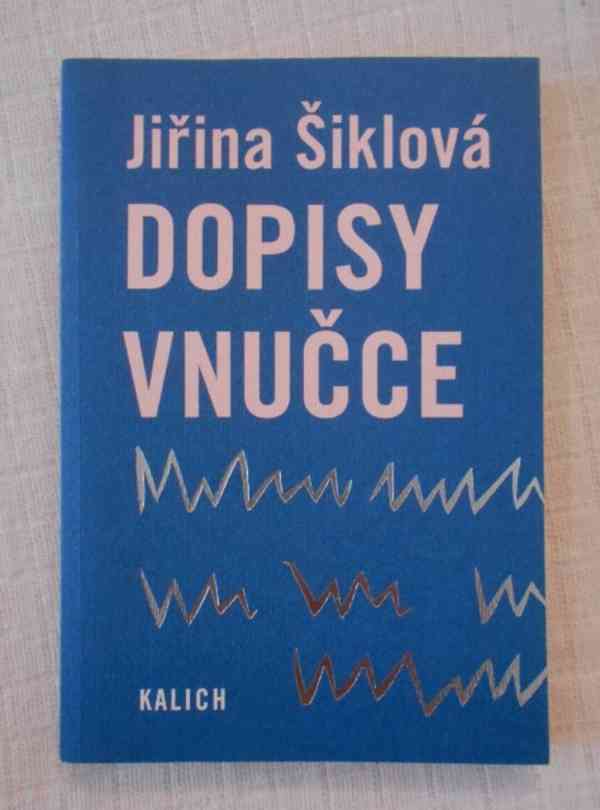 Jiřina Šiklová
DOPISY
VNUČCE
KALICH